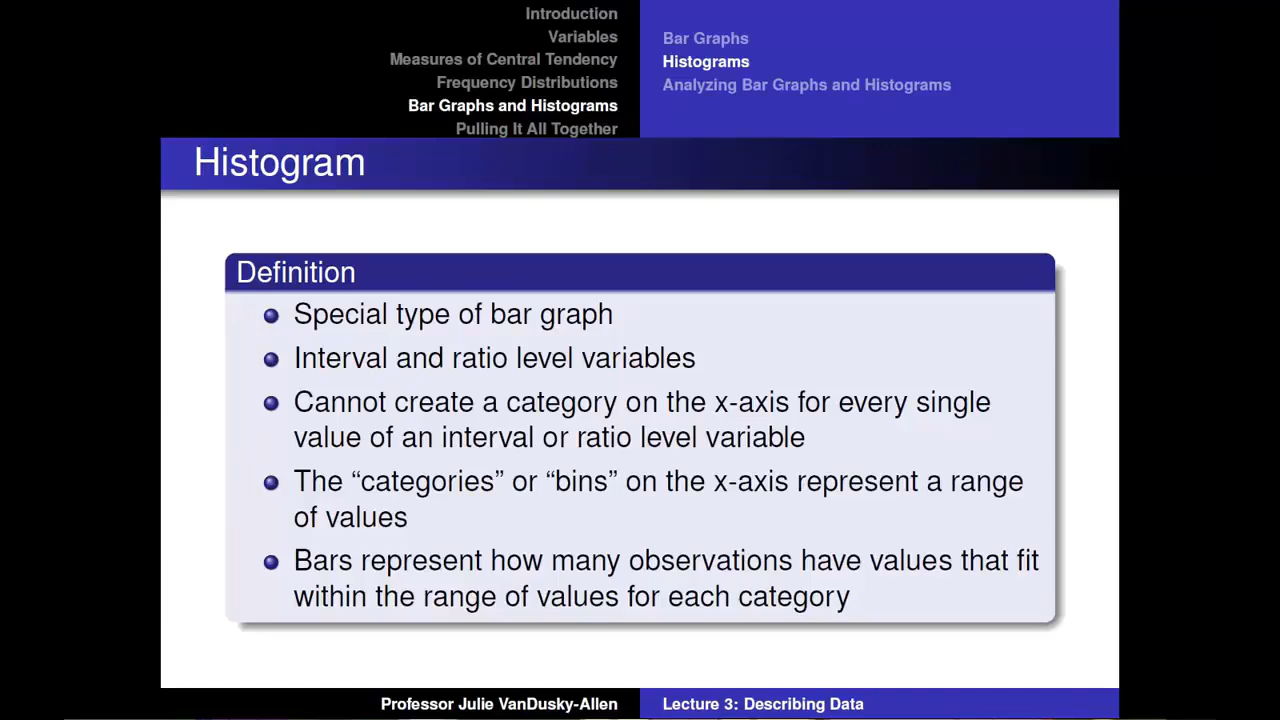 Introduction
Variables
Measures of Central Tendency
Frequency Distributions
Bar Graphs and Histograms
Pulling It All Together
Bar Graphs
Histograms
Analyzing Bar Graphs and Histograms
Histogram
Definition
Special type of bar graph
Interval and ratio level variables
Cannot create a category on the x-axis for every single
value of an interval or ratio level variable
The “categories” or “bins” on the x-axis represent a range
of values
Bars represent how many observations have values that fit
within the range of values for each category
Professor Julie VanDusky-Allen
Lecture 3: Describing Data